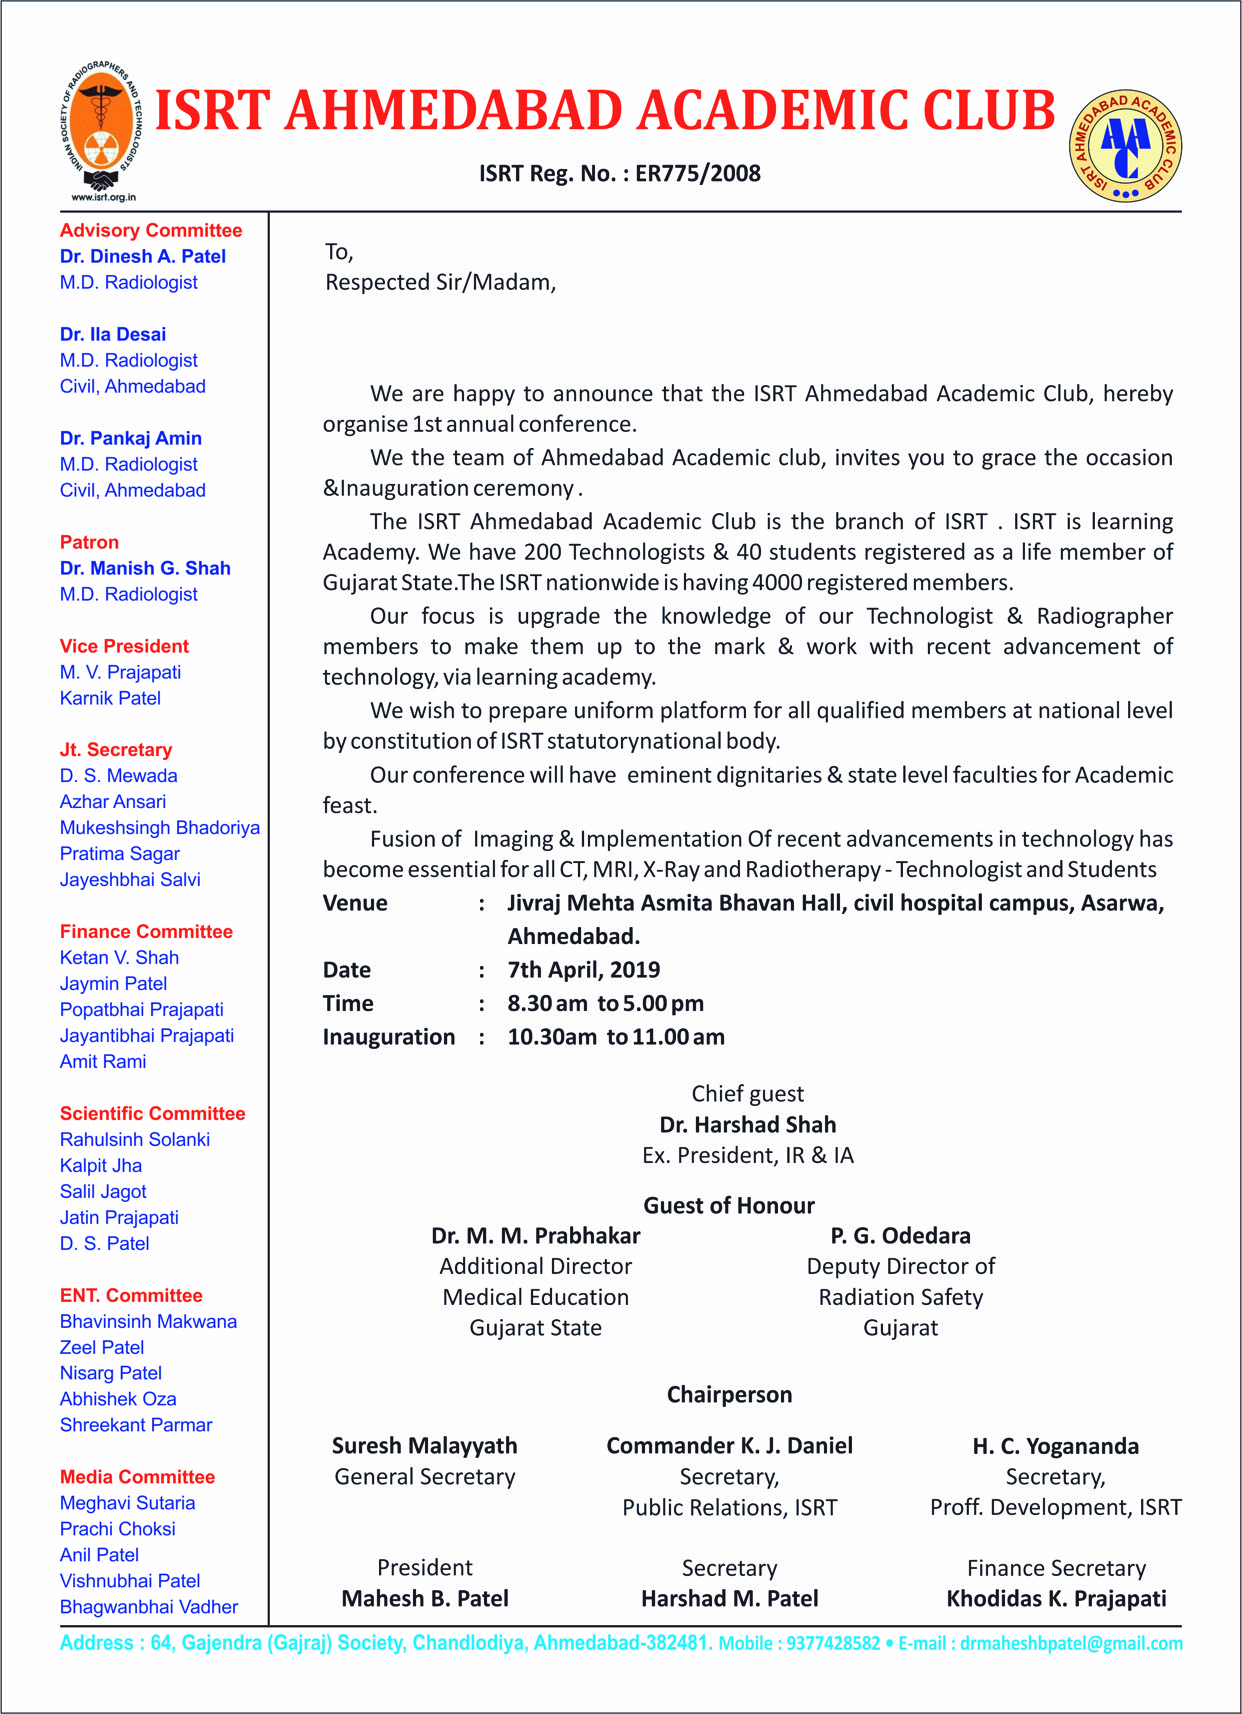 INDIAN SOCIETY OF RADIOGRAPHERS AND TECHNOLOGISTS
www.isrt.org.in
ISRT AHMEDABAD ACADEMIC CLUB
ISRT Reg. No. : ER775/2008
ISRT AHMEDABAD ACADEMIC CLUB
AAC
Advisory Committee
Dr. Dinesh A. Patel
M.D. Radiologist
Dr. Ila Desai
M.D. Radiologist
Civil, Ahmedabad
Dr. Pankaj Amin
M.D. Radiologist
Civil, Ahmedabad
Patron
Dr. Manish G. Shah
M.D. Radiologist
Vice President
M. V. Prajapati
Karnik Patel
Jt. Secretary
D. S. Mewada
Azhar Ansari
Mukeshsingh Bhadoriya
Pratima Sagar
Jayeshbhai Salvi
Finance Committee
Ketan V. Shah
Jaymin Patel
Popatbhai Prajapati
Jayantibhai Prajapati
Amit Rami
Scientific Committee
Rahulsinh Solanki
Kalpit Jha
Salil Jagot
Jatin Prajapati
D. S. Patel
ENT. Committee
Bhavinsinh Makwana
Zeel Patel
Nisarg Patel
Abhishek Oza
Shreekant Parmar
Media Committee
Meghavi Sutaria
Prachi Choksi
Anil Patel
Vishnubhai Patel
Bhagwanbhai Vadher
To,
Respected Sir/Madam,
We are happy to announce that the ISRT Ahmedabad Academic Club, hereby
organise 1st annual conference.
We the team of Ahmedabad Academic club, invites you to grace the occasion
&Inauguration ceremony .
The ISRT Ahmedabad Academic Club is the branch of ISRT . ISRT is learning
Academy. We have 200 Technologists & 40 students registered as a life member of
Gujarat State.The ISRT nationwide is having 4000 registered members.
Our focus is upgrade the knowledge of our Technologist & Radiographer
members to make them up to the mark & work with recent advancement of
technology, via learning academy.
We wish to prepare uniform platform for all qualified members at national level
by constitution of ISRT statutorynational body.
Our conference will have eminent dignitaries & state level faculties for Academic
feast.
Fusion of Imaging & Implementation Of recent advancements in technology has
become essential for all CT, MRI, X-Ray and Radiotherapy - Technologist and Students
Venue : Jivraj Mehta Asmita Bhavan Hall, civil hospital campus, Asarwa,
Ahmedabad.
Date : 7th April, 2019
Time : 8.30 am to 5.00 pm
Inauguration : 10.30am to 11.00 am
Chief guest
Dr. Harshad Shah
Ex. President, IR & IA
Guest of Honour
Dr. M. M. Prabhakar P. G. Odedara
Additional Director Deputy Director of
Medical Education Radiation Safety
Gujarat State Gujarat
Chairperson
Suresh Malayyath Commander K. J. Daniel H. C. Yogananda
General Secretary Secretary, Secretary,
Public Relations, ISRT Proff. Development, ISRT
President Secretary Finance Secretary
Mahesh B. Patel Harshad M. Patel Khodidas K. Prajapati
Address : 64, Gajendra (Gajraj) Society, Chandlodiya, Ahmedabad-382481. Mobile : 9377428582 • E-mail : drmaheshbpatel@gmail.com